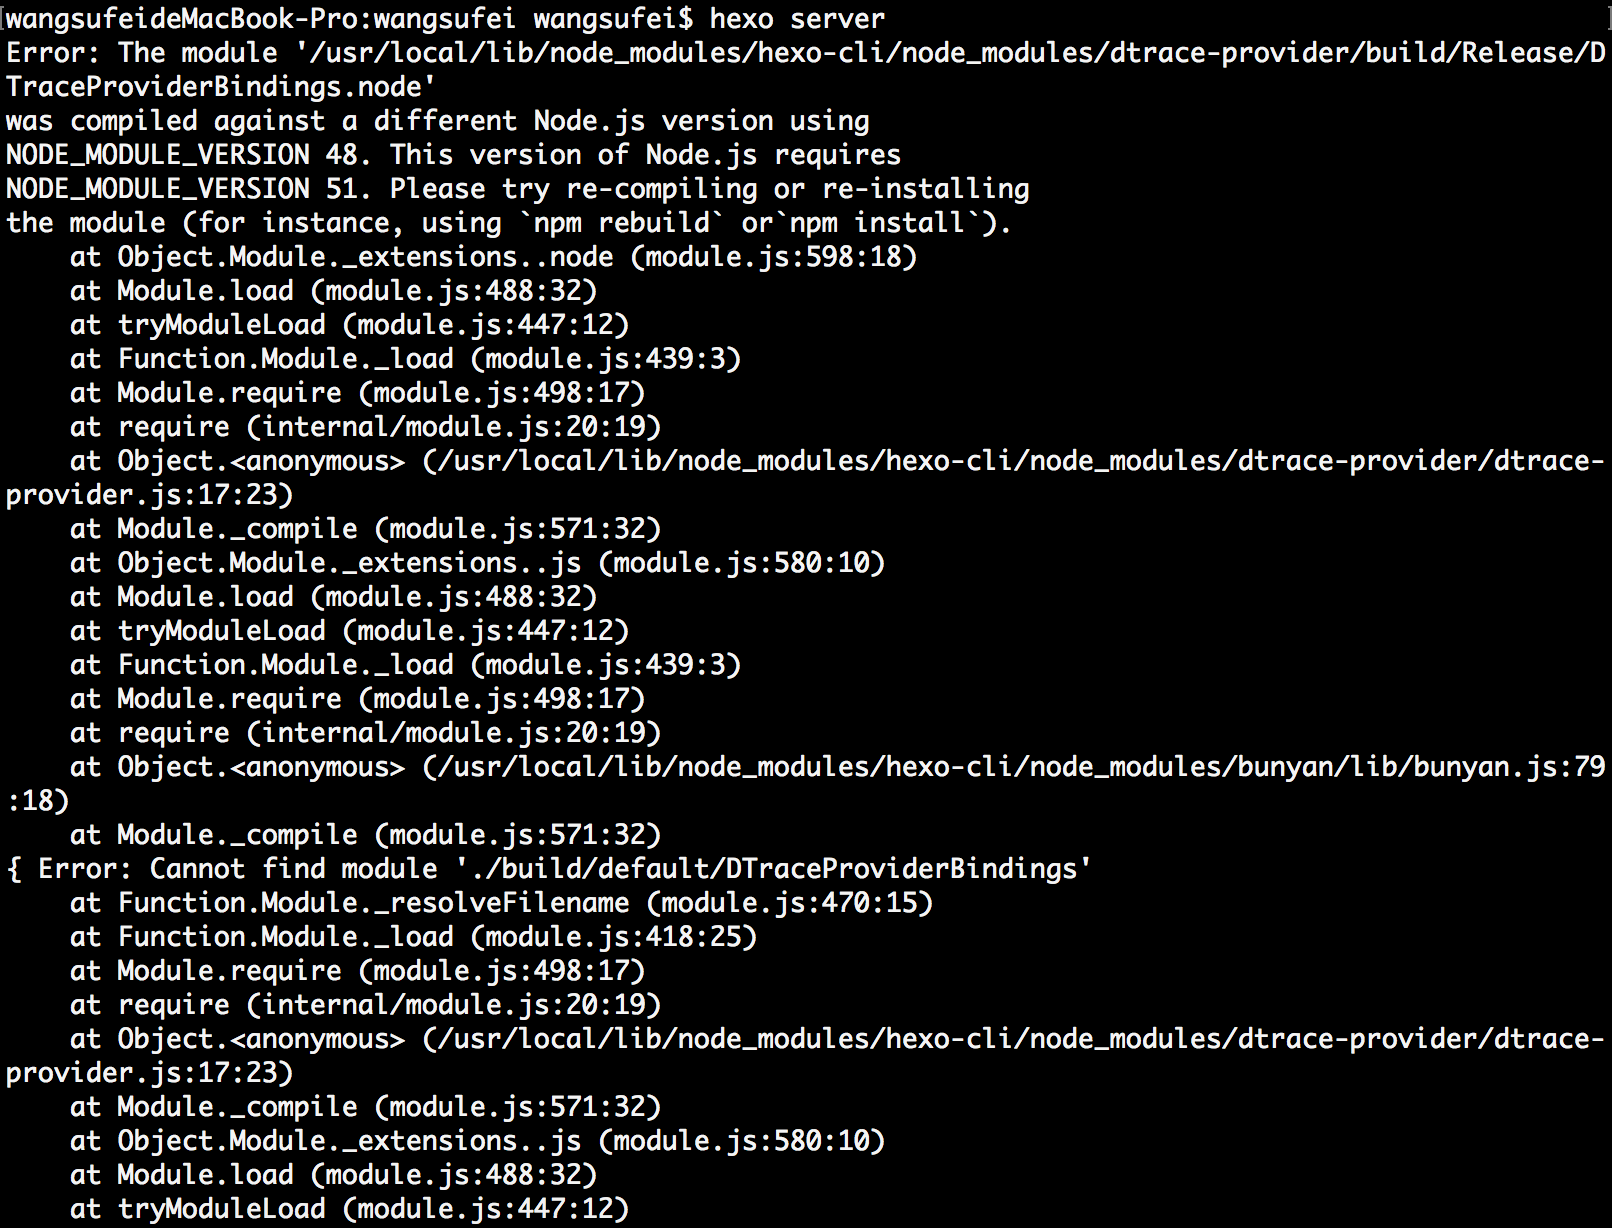 wangsufeideMacBook-Pro:wangsufei wangsufei$ hexo server
Error: The module '/usr/local/lib/node_modules/hexo-cli/node_modules/dtrace-provider/build/Release/D
TraceProviderBindings.node'
was compiled against a different Node.js version using
NODE_MODULE_VERSION 48. This version of Node.js requires
NODE_MODULE_VERSION 51. Please try re-compiling or re-installing
the module (for instance, using `npm rebuild` or`npm install`).
    at Object.Module._extensions..node (module.js:598:18)
    at Module.load (module.js:488:32)
    at tryModuleLoad (module.js:447:12)
    at Function.Module._load (module.js:439:3)
    at Module.require (module.js:498:17)
    at require (internal/module.js:20:19)
    at Object.<anonymous> (/usr/local/lib/node_modules/hexo-cli/node_modules/dtrace-provider/dtrace-
provider.js:17:23)
    at Module._compile (module.js:571:32)
    at Object.Module._extensions..js (module.js:580:10)
    at Module.load (module.js:488:32)
    at tryModuleLoad (module.js:447:12)
    at Function.Module._load (module.js:439:3)
    at Module.require (module.js:498:17)
    at require (internal/module.js:20:19)
    at Object.<anonymous> (/usr/local/lib/node_modules/hexo-cli/node_modules/bunyan/lib/bunyan.js:79
:18)
    at Module._compile (module.js:571:32)
{ Error: Cannot find module './build/default/DTraceProviderBindings'
    at Function.Module._resolveFilename (module.js:470:15)
    at Function.Module._load (module.js:418:25)
    at Module.require (module.js:498:17)
    at require (internal/module.js:20:19)
    at Object.<anonymous> (/usr/local/lib/node_modules/hexo-cli/node_modules/dtrace-provider/dtrace-
provider.js:17:23)
    at Module._compile (module.js:571:32)
    at Object.Module._extensions..js (module.js:580:10)
    at Module.load (module.js:488:32)
    at tryModuleLoad (module.js:447:12)